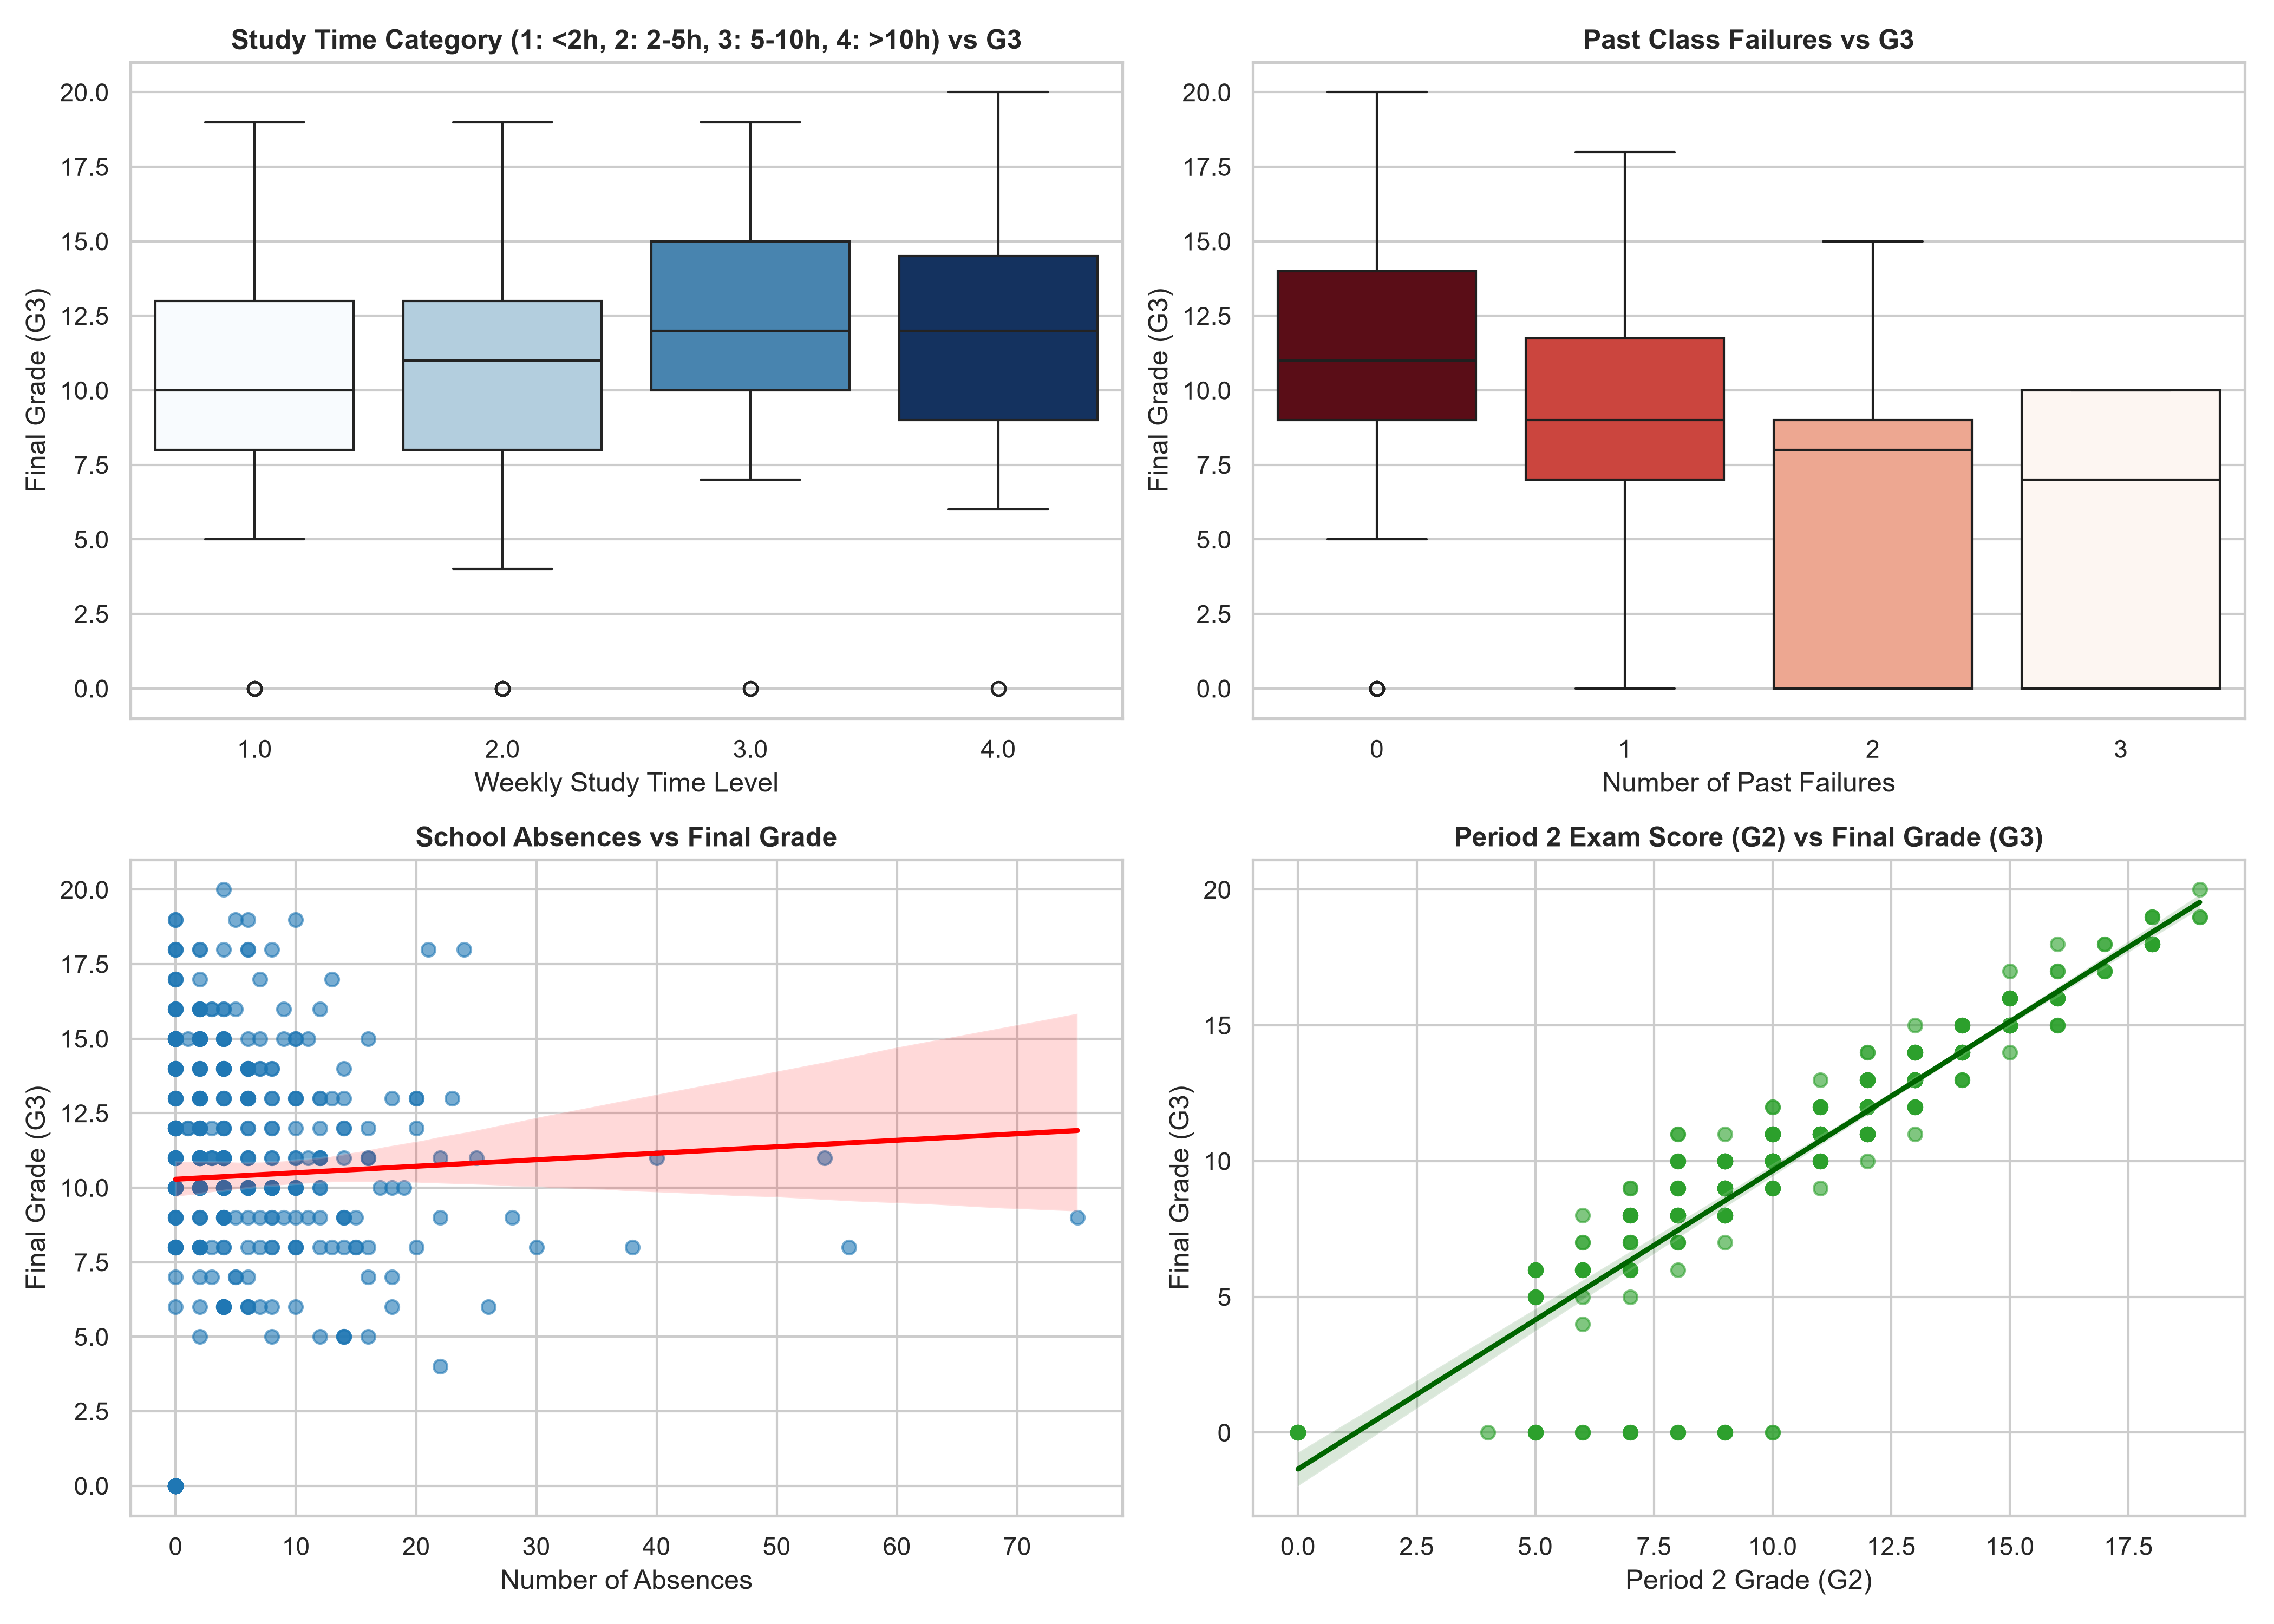 Study Time Category (1: <2h, 2: 2-5h, 3: 5-10h, 4: >10h) vs G3
20.0
17.5
15.0
12.5
10.0
7.5
5.0
2.5
0.0
Final Grade (G3)
1.0 2.0 3.0 4.0
Weekly Study Time Level
Past Class Failures vs G3
20.0
17.5
15.0
12.5
10.0
7.5
5.0
2.5
0.0
Final Grade (G3)
0 1 2 3
Number of Past Failures
School Absences vs Final Grade
20.0
17.5
15.0
12.5
10.0
7.5
5.0
2.5
0.0
Final Grade (G3)
0 10 20 30 40 50 60 70
Number of Absences
Period 2 Exam Score (G2) vs Final Grade (G3)
20
15
10
5
0
Final Grade (G3)
0.0 2.5 5.0 7.5 10.0 12.5 15.0 17.5
Period 2 Grade (G2)